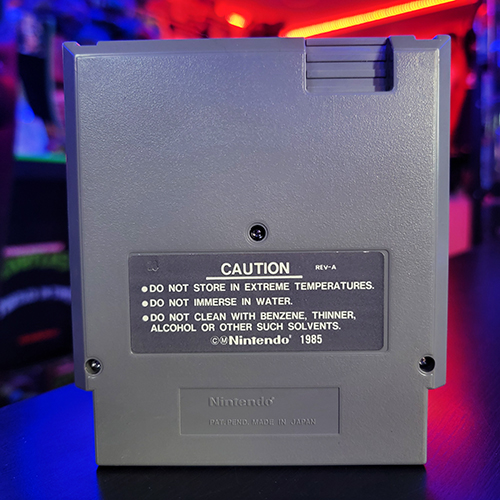 CAUTION REV-A
●DO NOT STORE IN EXTREME TEMPERATURES.
●DO NOT IMMERSE IN WATER.
●DO NOT CLEAN WITH BENZENE, THINNER,
ALCOHOL OR OTHER SUCH SOLVENTS.
©ⓂNintendo® 1985
Nintendo®
PAT. PEND. MADE IN JAPAN